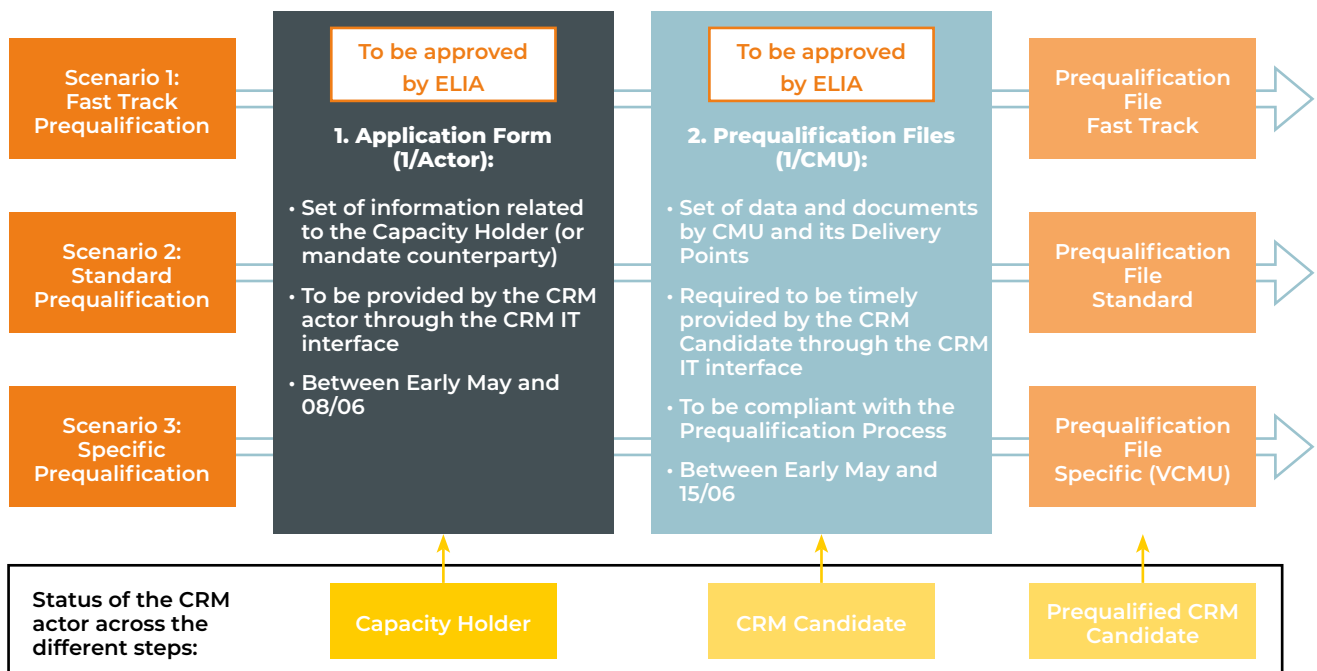 Scenario 1:
Fast Track
Prequalification
Scenario 2:
Standard
Prequalification
Scenario 3:
Specific
Prequalification
To be approved
by ELIA
1. Application Form
(1/Actor):
• Set of information related
to the Capacity Holder (or
mandate counterparty)
• To be provided by the CRM
actor through the CRM IT
interface
• Between Early May and
08/06
To be approved
by ELIA
2. Prequalification Files
(1/CMU):
• Set of data and documents
by CMU and its Delivery
Points
• Required to be timely
provided by the CRM
Candidate through the CRM
IT interface
• To be compliant with the
Prequalification Process
• Between Early May and
15/06
Prequalification
File
Fast Track
Prequalification
File
Standard
Prequalification
File
Specific (VCMU)
Status of the CRM
actor across the
different steps:
Capacity Holder
CRM Candidate
Prequalified CRM
Candidate